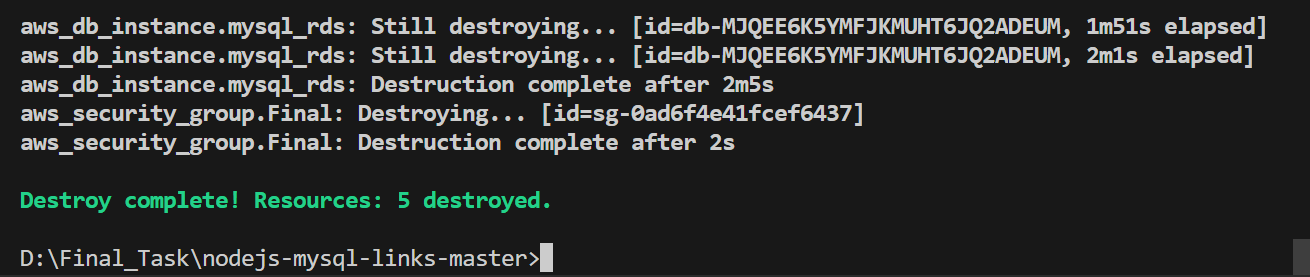 aws_db_instance.mysql_rds: Still destroying... [id=db-MJQEE6K5YMFJKMUHT6JQ2ADEUM, 1m51s elapsed]
aws_db_instance.mysql_rds: Still destroying... [id=db-MJQEE6K5YMFJKMUHT6JQ2ADEUM, 2m1s elapsed]
aws_db_instance.mysql_rds: Destruction complete after 2m5s
aws_security_group.Final: Destroying... [id=sg-0ad6f4e41fcef6437]
aws_security_group.Final: Destruction complete after 2s
Destroy complete! Resources: 5 destroyed.
D:\Final_Task\nodejs-mysql-links-master>